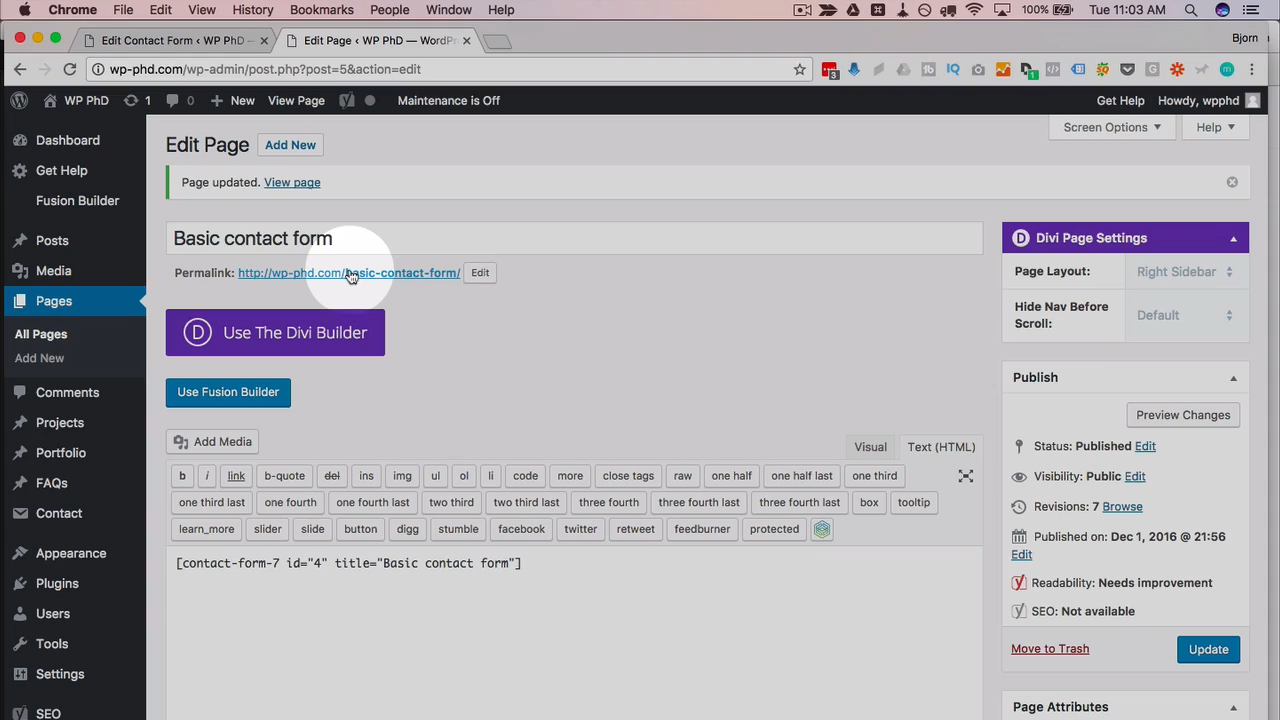 Chrome File Edit View History Bookmarks People Window Help 100% Tue 11:03 AM
Edit Contact Form ‹ WP PhD — Edit Page ‹ WP PhD — WordPr Bjorn
wp-phd.com/wp-admin/post.php?post=5&action=edit 3
WP PhD 1 0 New View Page Maintenance is Off Get Help Howdy, wpphd
Screen Options Help
Dashboard
Get Help
Fusion Builder
Posts
Media
Pages
All Pages
Add New
Comments
Projects
Portfolio
FAQs
Contact
Appearance
Plugins
Users
Tools
Settings
SEO
Edit Page Add New
Page updated. View page
Basic contact form
Permalink: http://wp-phd.com/basic-contact-form/ Edit
D Use The Divi Builder
Use Fusion Builder
Add Media Visual Text (HTML)
b i link b-quote del ins img ul ol li code more close tags raw one half one half last one third
one third last one fourth one fourth last two third two third last three fourth three fourth last three fourth last box tooltip
learn_more slider slide button digg stumble facebook twitter retweet feedburner protected
[contact-form-7 id="4" title="Basic contact form"]
D Divi Page Settings
Page Layout: Right Sidebar
Hide Nav Before
Scroll: Default
Publish
Preview Changes
Status: Published Edit
Visibility: Public Edit
Revisions: 7 Browse
Published on: Dec 1, 2016 @ 21:56
Edit
Readability: Needs improvement
SEO: Not available
Move to Trash Update
Page Attributes